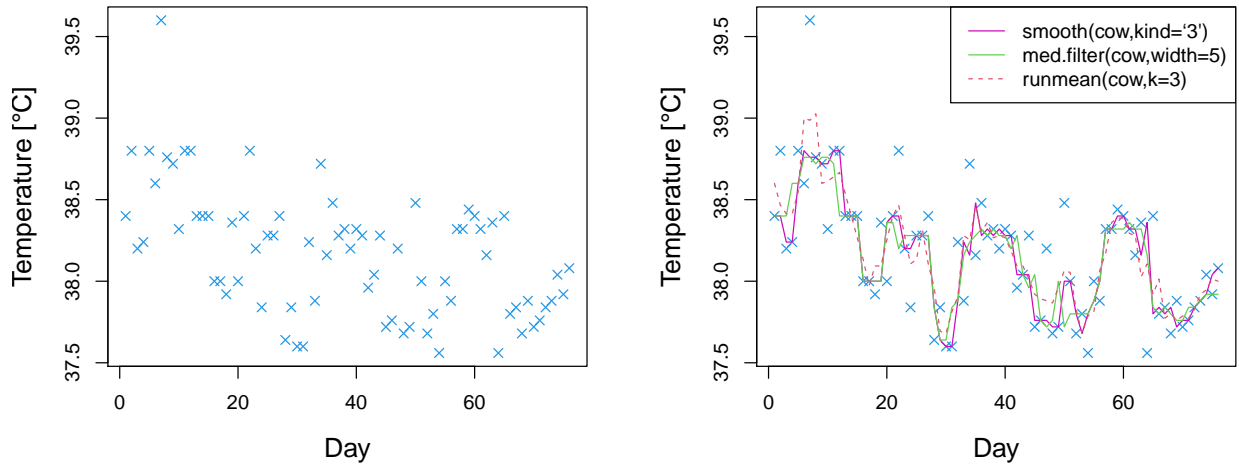 Temperature [°C]
39.5
39.0
38.5
38.0
37.5
0 20 40 60
Day
Temperature [°C]
39.5
39.0
38.5
38.0
37.5
0 20 40 60
Day
smooth(cow,kind=‘3')
med.filter(cow,width=5)
runmean(cow,k=3)